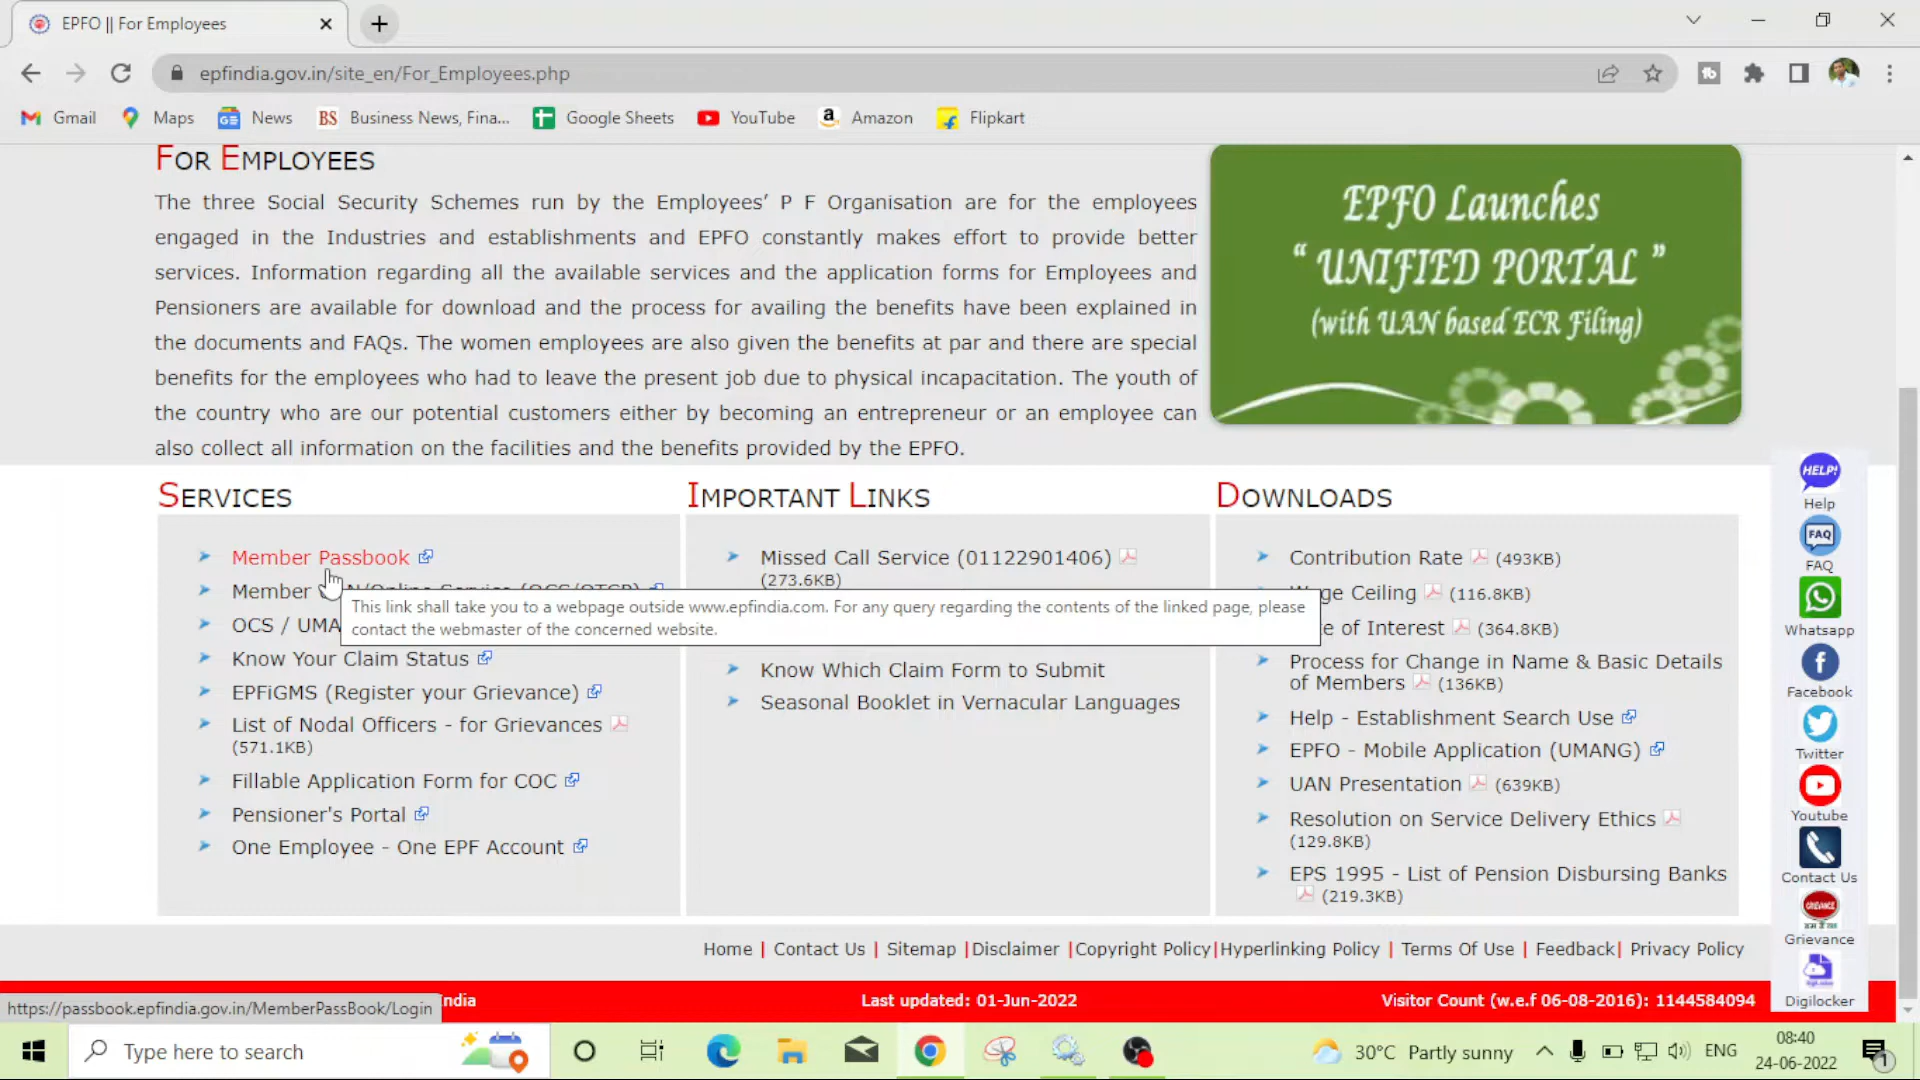 EPFO || For Employees
epfindia.gov.in/site_en/For_Employees.php
Gmail
Maps
News
BS Business News, Fina...
Google Sheets
YouTube
Amazon
Flipkart
FOR EMPLOYEES
The three Social Security Schemes run by the Employees’ P F Organisation are for the employees
engaged in the Industries and establishments and EPFO constantly makes effort to provide better
services. Information regarding all the available services and the application forms for Employees and
Pensioners are available for download and the process for availing the benefits have been explained in
the documents and FAQs. The women employees are also given the benefits at par and there are special
benefits for the employees who had to leave the present job due to physical incapacitation. The youth of
the country who are our potential customers either by becoming an entrepreneur or an employee can
also collect all information on the facilities and the benefits provided by the EPFO.
EPFO Launches
“ UNIFIED PORTAL ”
(with UAN based ECR Filing)
SERVICES
Member Passbook
Member
OCS / UMA
Know Your Claim Status
EPFiGMS (Register your Grievance)
List of Nodal Officers - for Grievances
(571.1KB)
Fillable Application Form for COC
Pensioner's Portal
One Employee - One EPF Account
This link shall take you to a webpage outside www.epfindia.com. For any query regarding the contents of the linked page, please
contact the webmaster of the concerned website.
IMPORTANT LINKS
Missed Call Service (01122901406)
(273.6KB)
Know Which Claim Form to Submit
Seasonal Booklet in Vernacular Languages
DOWNLOADS
Contribution Rate (493KB)
ge Ceiling (116.8KB)
e of Interest (364.8KB)
Process for Change in Name & Basic Details
of Members (136KB)
Help - Establishment Search Use
EPFO - Mobile Application (UMANG)
UAN Presentation (639KB)
Resolution on Service Delivery Ethics
(129.8KB)
EPS 1995 - List of Pension Disbursing Banks
(219.3KB)
HELP!
Help
FAQ
FAQ
Whatsapp
Facebook
Twitter
Youtube
Contact Us
GRIEVANCE
Grievance
Digilocker
Home | Contact Us | Sitemap |Disclaimer |Copyright Policy|Hyperlinking Policy | Terms Of Use | Feedback| Privacy Policy
https://passbook.epfindia.gov.in/MemberPassBook/Login
ndia
Last updated: 01-Jun-2022
Visitor Count (w.e.f 06-08-2016): 1144584094
Type here to search
30°C Partly sunny
ENG
08:40
24-06-2022
1